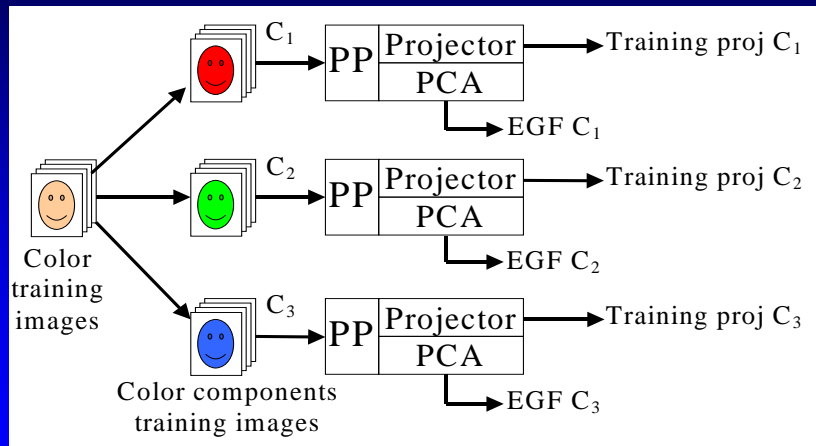 C₁
PP
Projector
PCA
Training proj C₁
EGF C₁
C₂
PP
Projector
PCA
Training proj C₂
EGF C₂
Color
training
images
C₃
PP
Projector
PCA
Training proj C₃
EGF C₃
Color components
training images